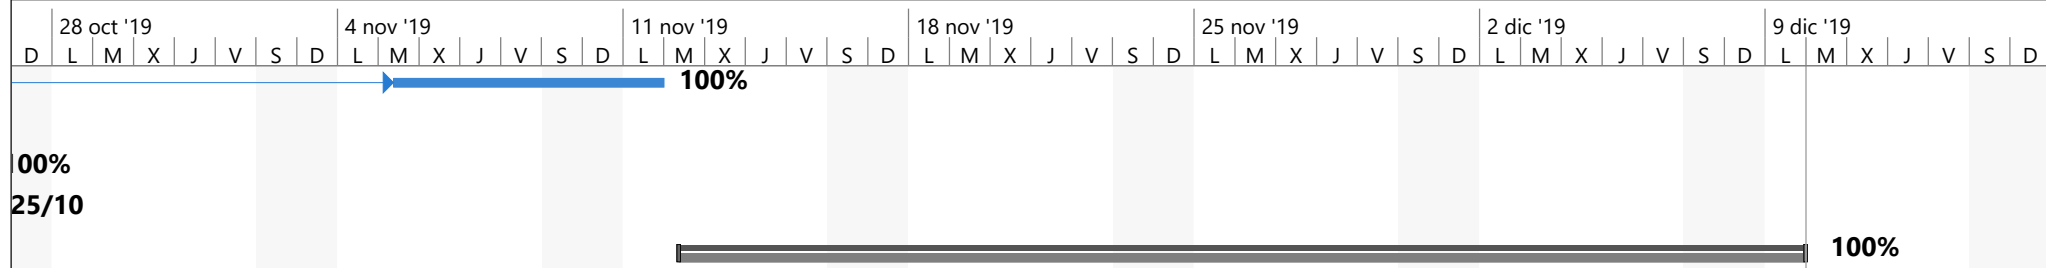 28 oct '19 4 nov '19 11 nov '19 18 nov '19 25 nov '19 2 dic '19 9 dic '19
D L M X J V S D L M X J V S D L M X J V S D L M X J V S D L M X J V S D L M X J V S D L M X J V S D
100%
00%
25/10
100%